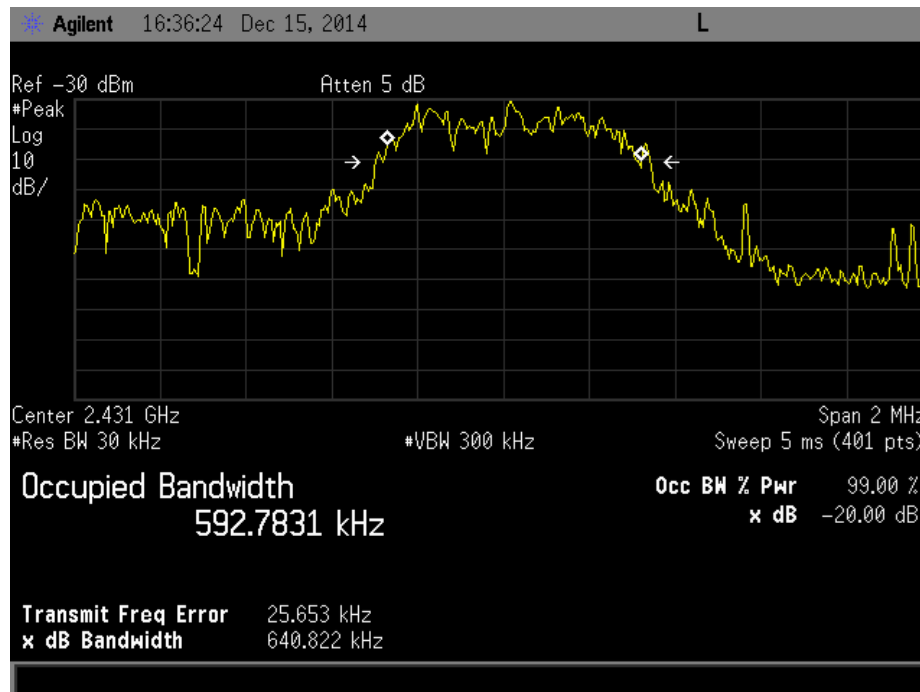 Agilent 16:36:24 Dec 15, 2014 L
Ref -30 dBm Atten 5 dB
#Peak
Log
10
dB/
Center 2.431 GHz Span 2 MHz
#Res BW 30 kHz #VBW 300 kHz Sweep 5 ms (401 pts)
Occupied Bandwidth Occ BW % Pwr 99.00 %
592.7831 kHz x dB -20.00 dB
Transmit Freq Error 25.653 kHz
x dB Bandwidth 640.822 kHz